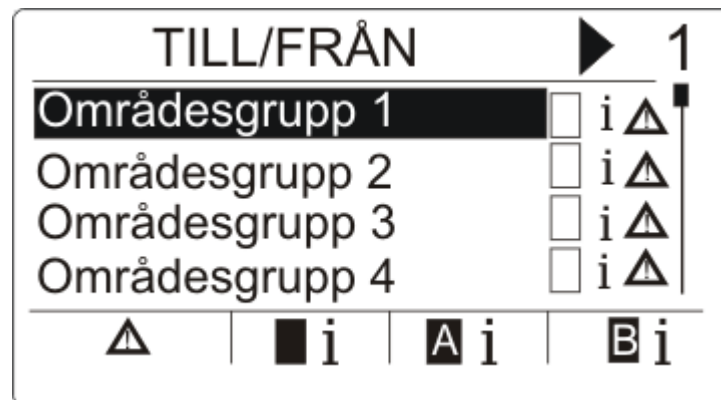 TILL/FRÅN 1
Områdesgrupp 1 i
Områdesgrupp 2 i
Områdesgrupp 3 i
Områdesgrupp 4 i
i A i B i